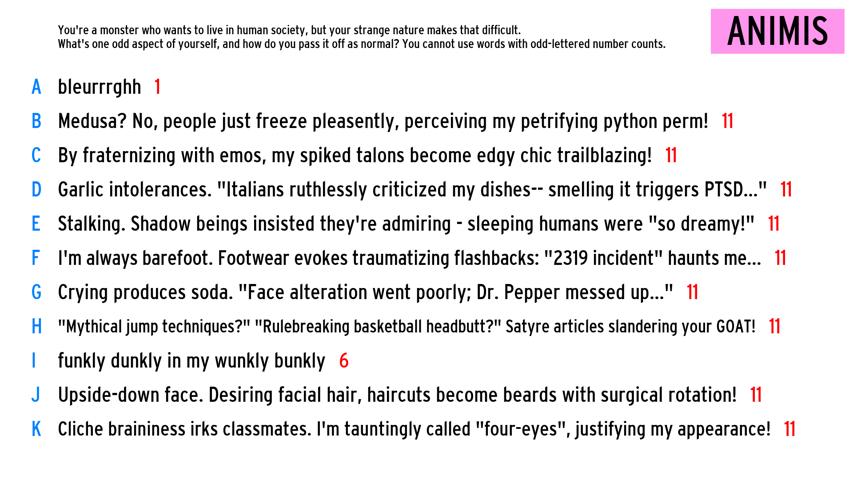 You're a monster who wants to live in human society, but your strange nature makes that difficult.
What's one odd aspect of yourself, and how do you pass it off as normal? You cannot use words with odd-lettered number counts.
ANIMIS
A bleurrrghh 1
B Medusa? No, people just freeze pleasently, perceiving my petrifying python perm! 11
C By fraternizing with emos, my spiked talons become edgy chic trailblazing! 11
D Garlic intolerances. "Italians ruthlessly criticized my dishes-- smelling it triggers PTSD..." 11
E Stalking. Shadow beings insisted they're admiring - sleeping humans were "so dreamy!" 11
F I'm always barefoot. Footwear evokes traumatizing flashbacks: "2319 incident" haunts me... 11
G Crying produces soda. "Face alteration went poorly; Dr. Pepper messed up..." 11
H "Mythical jump techniques?" "Rulebreaking basketball headbutt?" Satyre articles slandering your GOAT! 11
I funkly dunkly in my wunkly bunkly 6
J Upside-down face. Desiring facial hair, haircuts become beards with surgical rotation! 11
K Cliche braininess irks classmates. I'm tauntingly called "four-eyes", justifying my appearance! 11